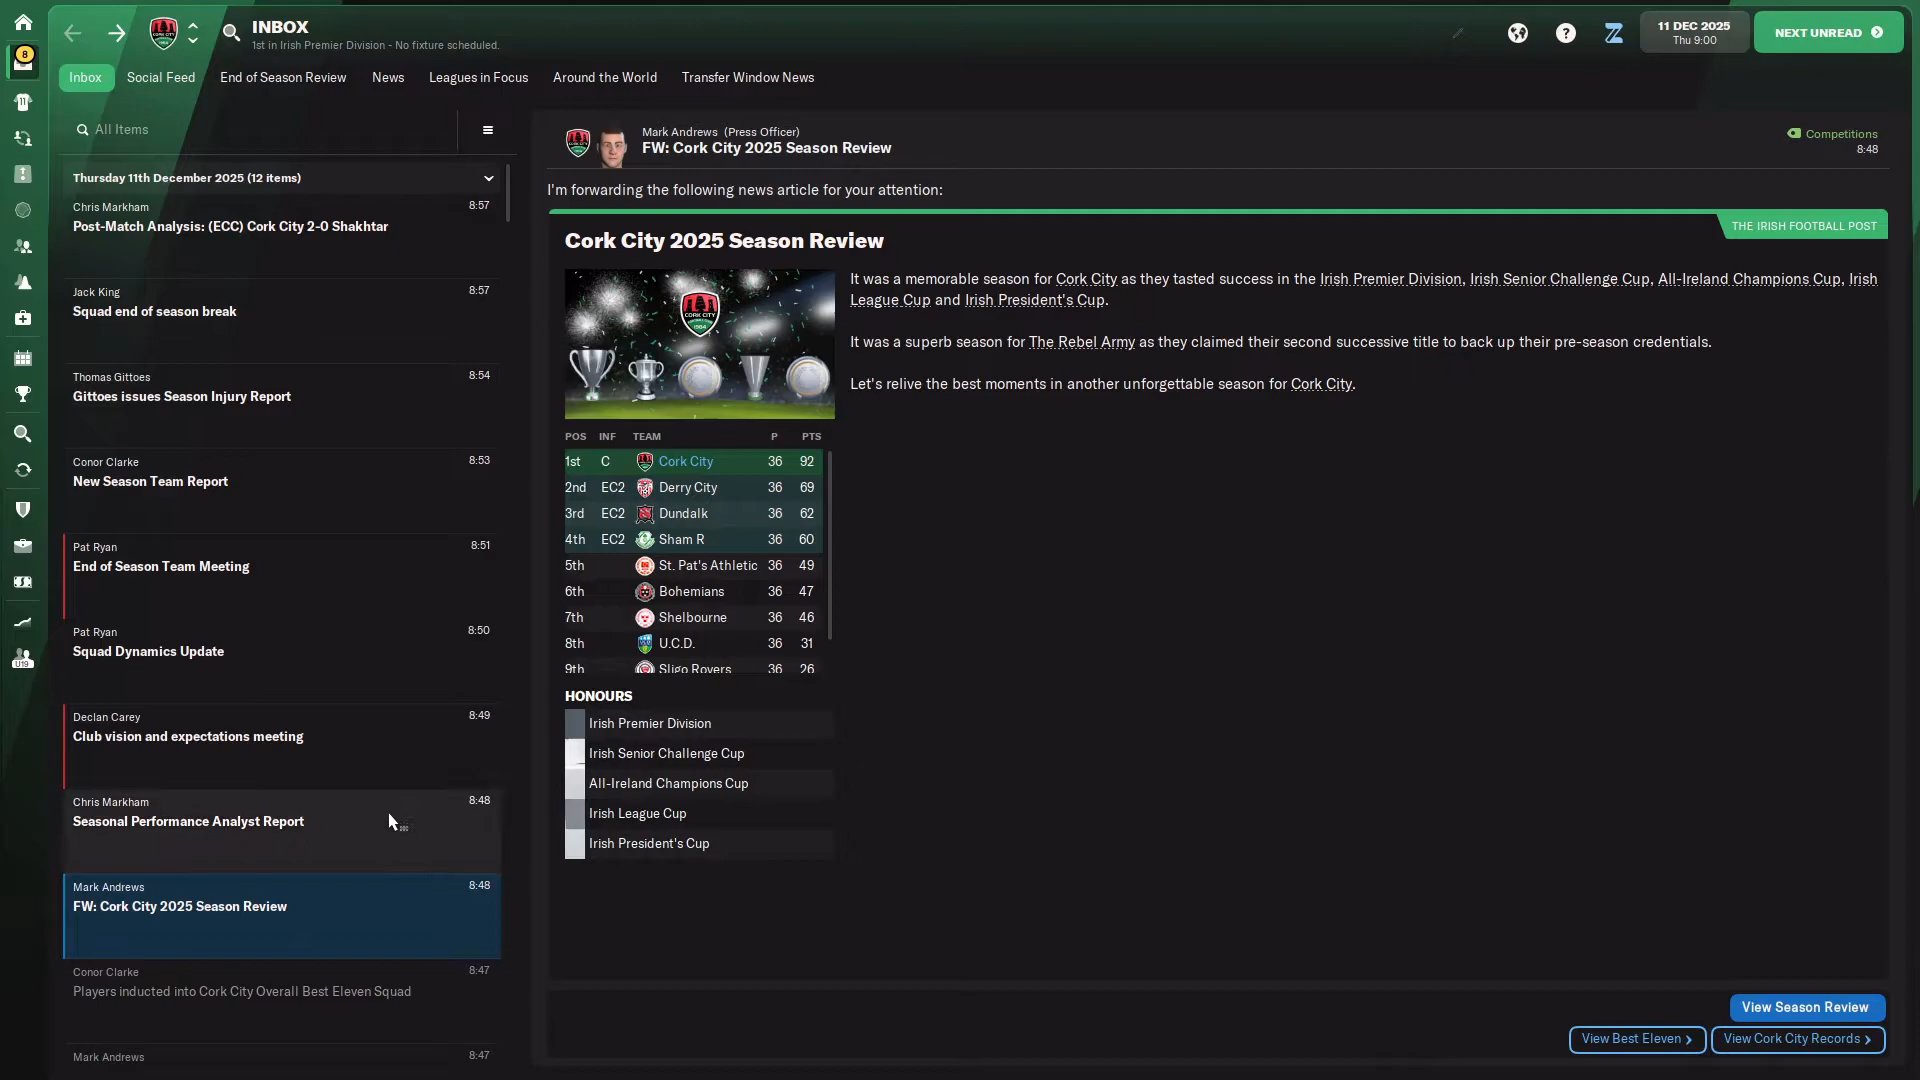 8
INBOX
1st in Irish Premier Division - No fixture scheduled.
11 DEC 2025
Thu 9:00
NEXT UNREAD
Inbox
Social Feed
End of Season Review
News
Leagues in Focus
Around the World
Transfer Window News
All Items
Thursday 11th December 2025 (12 items)
Chris Markham 8:57
Post-Match Analysis: (ECC) Cork City 2-0 Shakhtar
Jack King 8:57
Squad end of season break
Thomas Gittoes 8:54
Gittoes issues Season Injury Report
Conor Clarke 8:53
New Season Team Report
Pat Ryan 8:51
End of Season Team Meeting
Pat Ryan 8:50
Squad Dynamics Update
Declan Carey 8:49
Club vision and expectations meeting
Chris Markham 8:48
Seasonal Performance Analyst Report
Mark Andrews 8:48
FW: Cork City 2025 Season Review
Conor Clarke 8:47
Players inducted into Cork City Overall Best Eleven Squad
Mark Andrews 8:47
U19
Mark Andrews (Press Officer)
FW: Cork City 2025 Season Review
Competitions
8:48
I'm forwarding the following news article for your attention:
THE IRISH FOOTBALL POST
Cork City 2025 Season Review
CORK CITY
1984
It was a memorable season for Cork City as they tasted success in the Irish Premier Division, Irish Senior Challenge Cup, All-Ireland Champions Cup, Irish
League Cup and Irish President's Cup.
It was a superb season for The Rebel Army as they claimed their second successive title to back up their pre-season credentials.
Let's relive the best moments in another unforgettable season for Cork City.
POS INF TEAM P PTS
1st C Cork City 36 92
2nd EC2 Derry City 36 69
3rd EC2 Dundalk 36 62
4th EC2 Sham R 36 60
5th St. Pat's Athletic 36 49
6th Bohemians 36 47
7th Shelbourne 36 46
8th U.C.D. 36 31
9th Sligo Rovers 36 26
HONOURS
Irish Premier Division
Irish Senior Challenge Cup
All-Ireland Champions Cup
Irish League Cup
Irish President's Cup
View Season Review
View Best Eleven
View Cork City Records